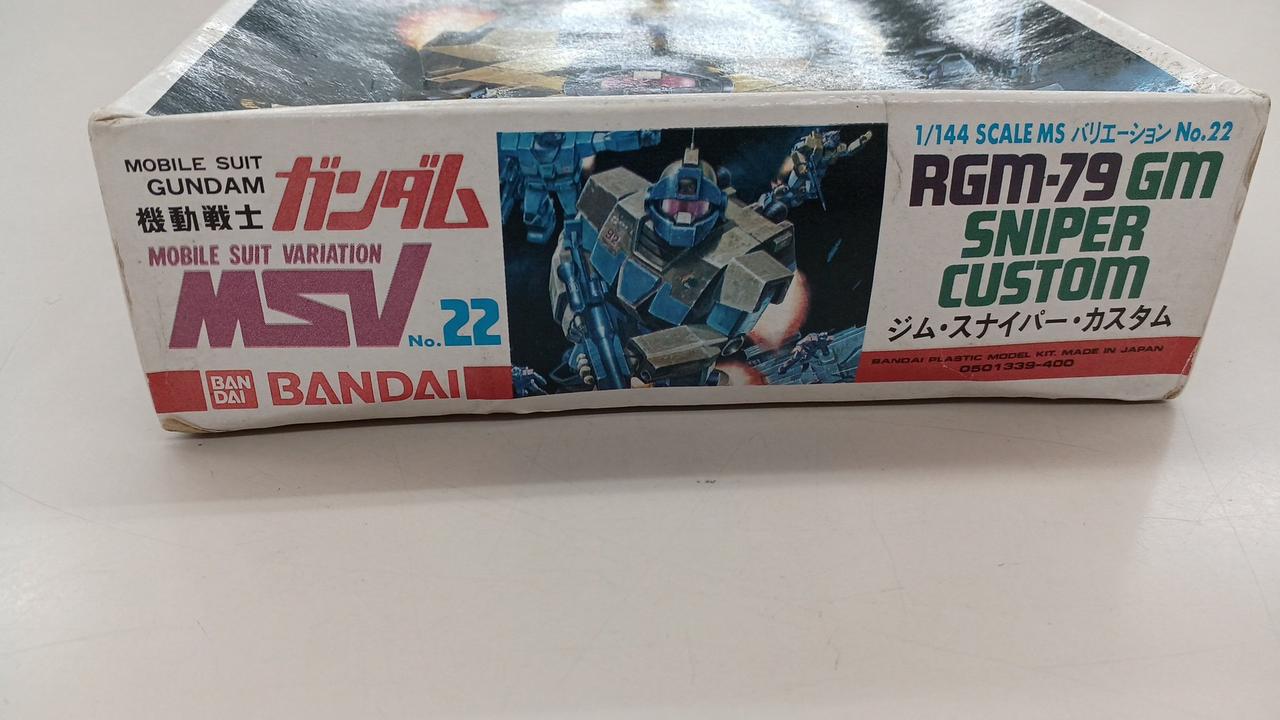 MOBILE SUIT
GUNDAM
機動戦士
ガンダム
MOBILE SUIT VARIATION
MSV
No.22
BAN
DAI
BANDAI
1/144 SCALE MS バリエーション No.22
RGM-79 GM
SNIPER
CUSTOM
ジム・スナイパー・カスタム
BANDAI PLASTIC MODEL KIT. MADE IN JAPAN
0501339-400